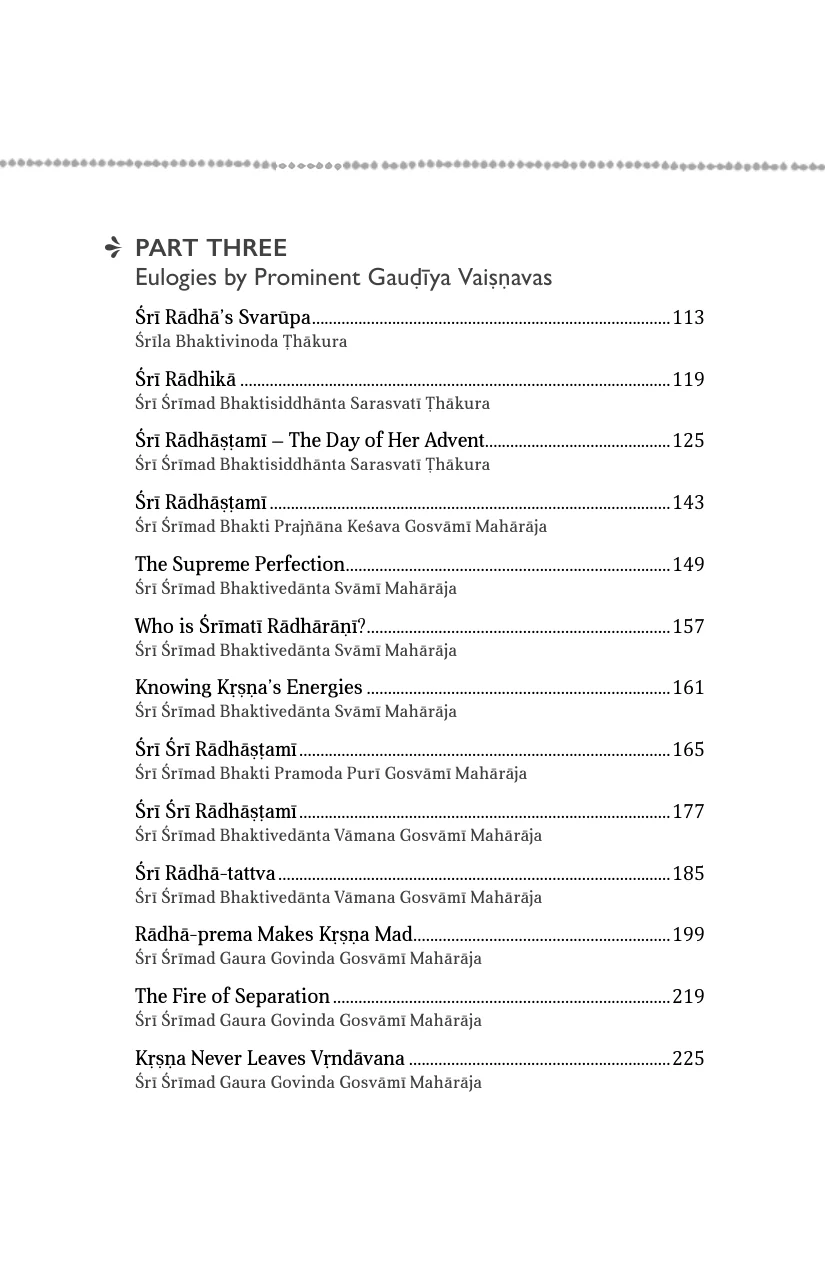 PART THREE
Eulogies by Prominent Gauḍīya Vaiṣṇavas
Śrī Rādhā’s Svarūpa....................................................................................113
Śrīla Bhaktivinoda Ṭhākura
Śrī Rādhikā .....................................................................................................119
Śrī Śrīmad Bhaktisiddhānta Sarasvatī Ṭhākura
Śrī Rādhāṣṭamī – The Day of Her Advent............................................125
Śrī Śrīmad Bhaktisiddhānta Sarasvatī Ṭhākura
Śrī Rādhāṣṭamī..............................................................................................143
Śrī Śrīmad Bhakti Prajñāna Keśava Gosvāmī Mahārāja
The Supreme Perfection............................................................................149
Śrī Śrīmad Bhaktivedānta Svāmī Mahārāja
Who is Śrīmatī Rādhārāṇī?.......................................................................157
Śrī Śrīmad Bhaktivedānta Svāmī Mahārāja
Knowing Kṛṣṇa’s Energies .......................................................................161
Śrī Śrīmad Bhaktivedānta Svāmī Mahārāja
Śrī Śrī Rādhāṣṭamī.......................................................................................165
Śrī Śrīmad Bhakti Pramoda Purī Gosvāmī Mahārāja
Śrī Śrī Rādhāṣṭamī.......................................................................................177
Śrī Śrīmad Bhaktivedānta Vāmana Gosvāmī Mahārāja
Śrī Rādhā-tattva............................................................................................185
Śrī Śrīmad Bhaktivedānta Vāmana Gosvāmī Mahārāja
Rādhā-prema Makes Kṛṣṇa Mad............................................................199
Śrī Śrīmad Gaura Govinda Gosvāmī Mahārāja
The Fire of Separation...............................................................................219
Śrī Śrīmad Gaura Govinda Gosvāmī Mahārāja
Kṛṣṇa Never Leaves Vṛndāvana .............................................................225
Śrī Śrīmad Gaura Govinda Gosvāmī Mahārāja